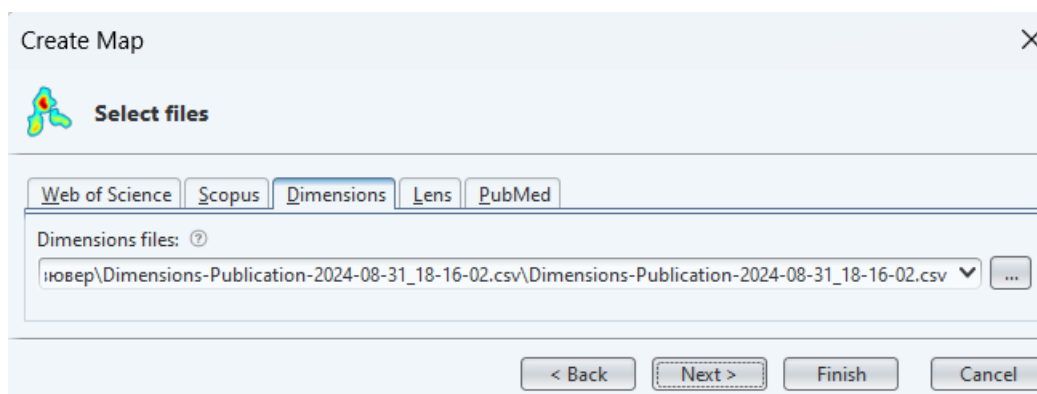 Create Map
Select files
Web of Science Scopus Dimensions Lens PubMed
Dimensions files: ?
ювер\Dimensions-Publication-2024-08-31_18-16-02.csv\Dimensions-Publication-2024-08-31_18-16-02.csv ...
< Back Next > Finish Cancel